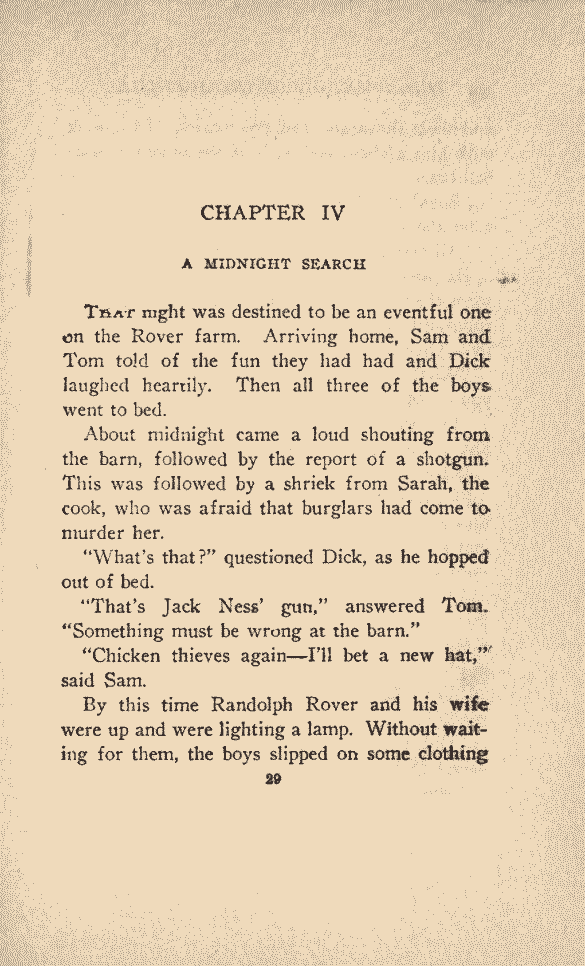 CHAPTER IV
A MIDNIGHT SEARCH
THAT night was destined to be an eventful one
on the Rover farm. Arriving home, Sam and
Tom told of the fun they had had and Dick
laughed heartily. Then all three of the boys
went to bed.
About midnight came a loud shouting from
the barn, followed by the report of a shotgun.
This was followed by a shriek from Sarah, the
cook, who was afraid that burglars had come to
murder her.
"What's that?" questioned Dick, as he hopped
out of bed.
"That's Jack Ness' gun," answered Tom.
"Something must be wrong at the barn."
"Chicken thieves again—I'll bet a new hat,"
said Sam.
By this time Randolph Rover and his wife
were up and were lighting a lamp. Without wait-
ing for them, the boys slipped on some clothing
29